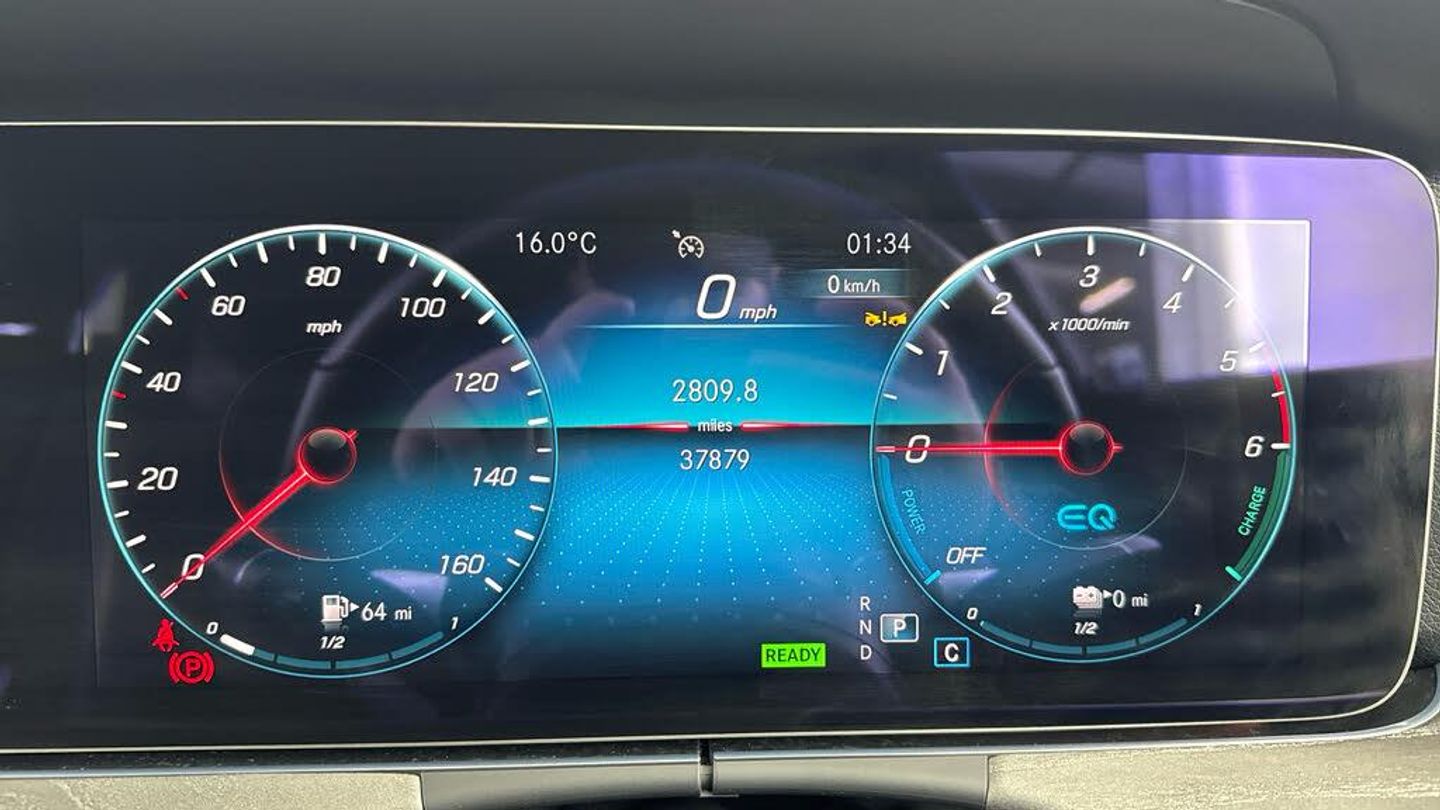 16.0°C
01:34
0 mph
0 km/h
2809.8
miles
37879
0
20
40
60
80
100
120
140
160
mph
0
1/2
1
64 mi
P
READY
R
N
D
P
C
0
1
2
3
4
5
6
x1000/min
POWER
OFF
EQ
CHARGE
0
1/2
1
0 mi